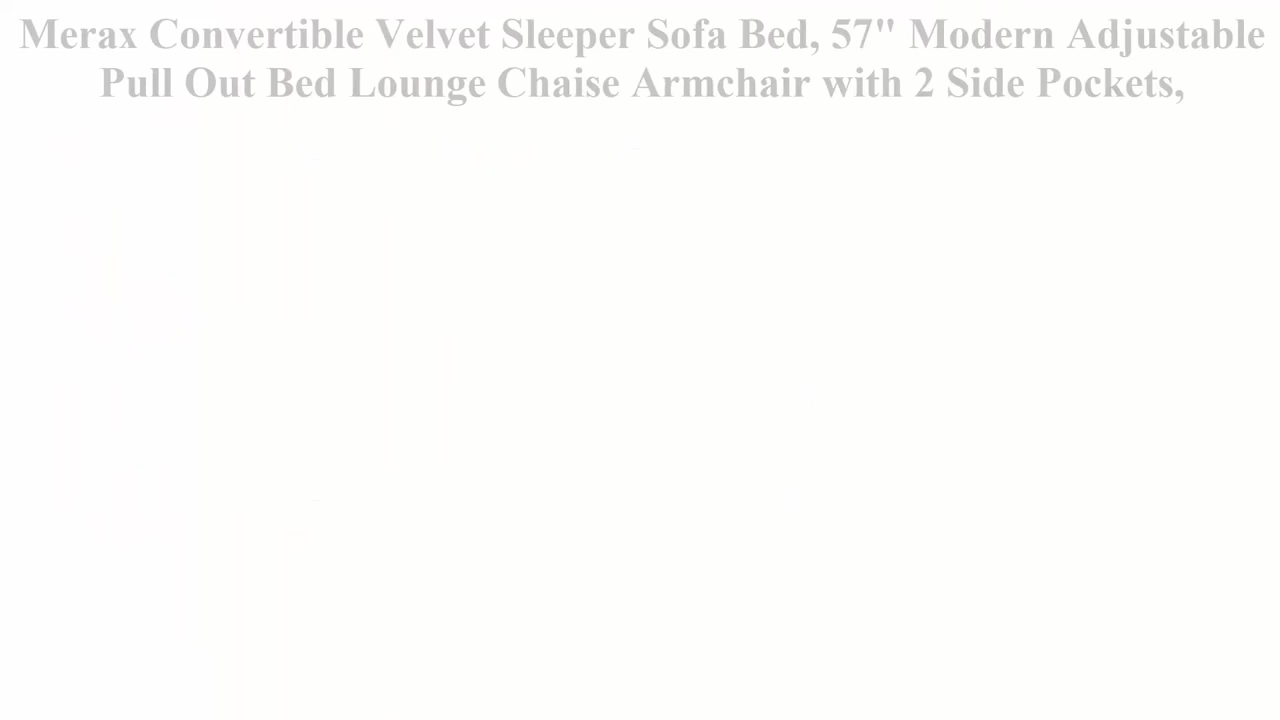 Merax Convertible Velvet Sleeper Sofa Bed, 57" Modern Adjustable
Pull Out Bed Lounge Chaise Armchair with 2 Side Pockets,